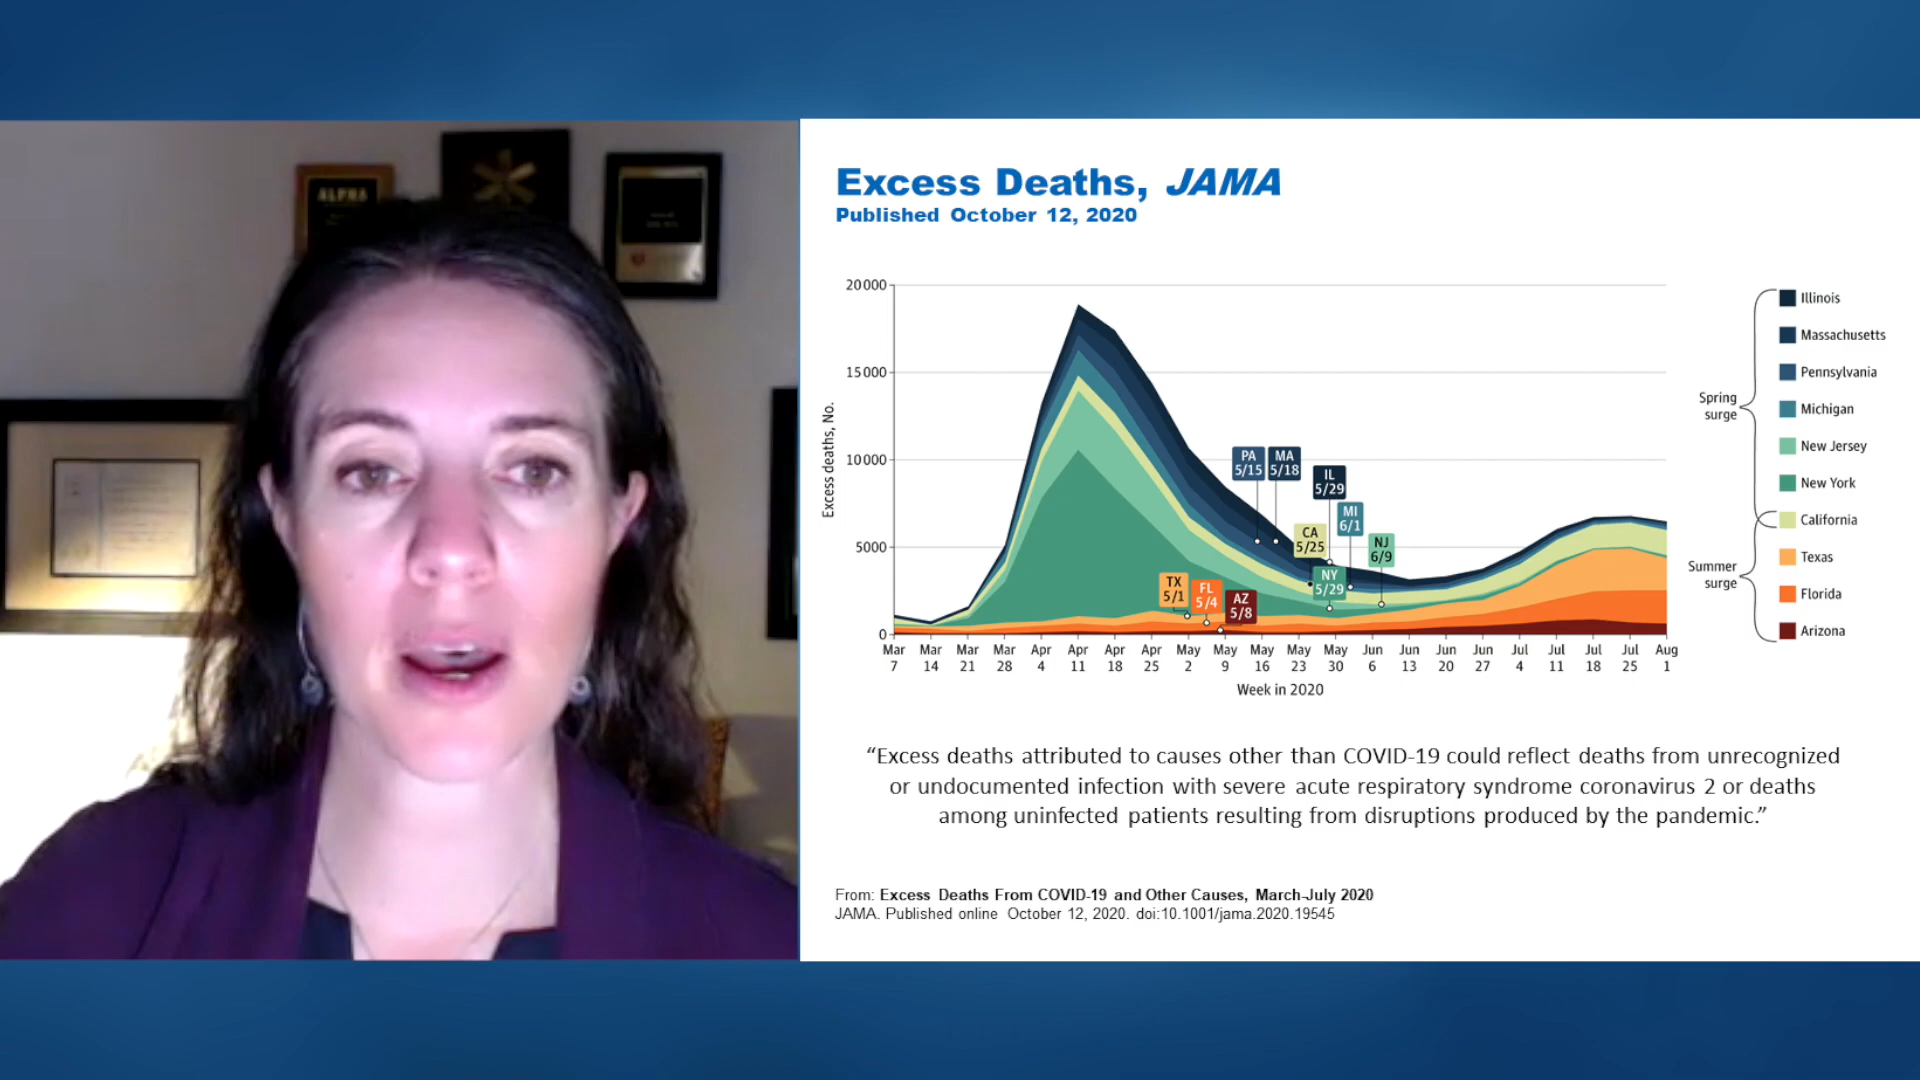 ALPHA
Excess Deaths, JAMA
Published October 12, 2020
20000
15000
10000
5000
0
Excess deaths, No.
PA
5/15
MA
5/18
IL
5/29
MI
6/1
CA
5/25
NJ
6/9
NY
5/29
TX
5/1
FL
5/4
AZ
5/8
Mar Mar Mar Mar Apr Apr Apr Apr May May May May May Jun Jun Jun Jun Jul Jul Jul Jul Aug
7 14 21 28 4 11 18 25 2 9 16 23 30 6 13 20 27 4 11 18 25 1
Week in 2020
Spring
surge
Summer
surge
Illinois
Massachusetts
Pennsylvania
Michigan
New Jersey
New York
California
Texas
Florida
Arizona
“Excess deaths attributed to causes other than COVID-19 could reflect deaths from unrecognized
or undocumented infection with severe acute respiratory syndrome coronavirus 2 or deaths
among uninfected patients resulting from disruptions produced by the pandemic.”
From: Excess Deaths From COVID-19 and Other Causes, March-July 2020
JAMA. Published online October 12, 2020. doi:10.1001/jama.2020.19545